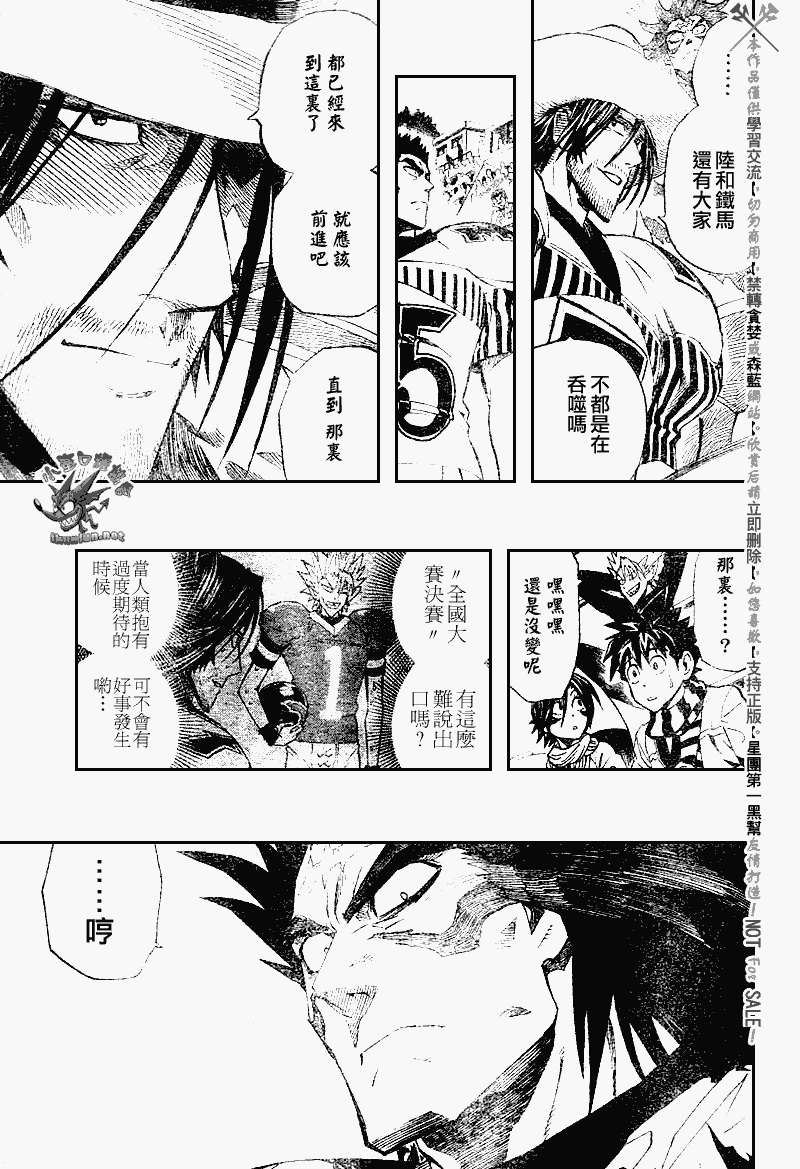 ……
陸和鐵馬
還有大家
不都是在
吞噬嗎
都已經來
到這裏了
就應該
前進吧
直到 那裏
那裏……？
嘿嘿嘿
還是沒變呢
〃全國大
賽決賽〃
有這麼
難說出
口嗎？
當人類抱有
過度期待的
時候
可不會有
好事發生
喲…
1
5
……哼
本作品僅供學習交流，切勿商用，禁轉貪婪或森藍網站。欣賞后請立即刪除，如您喜歡，支持正版。星團第一黑幫友情打造！NOT For SALE！